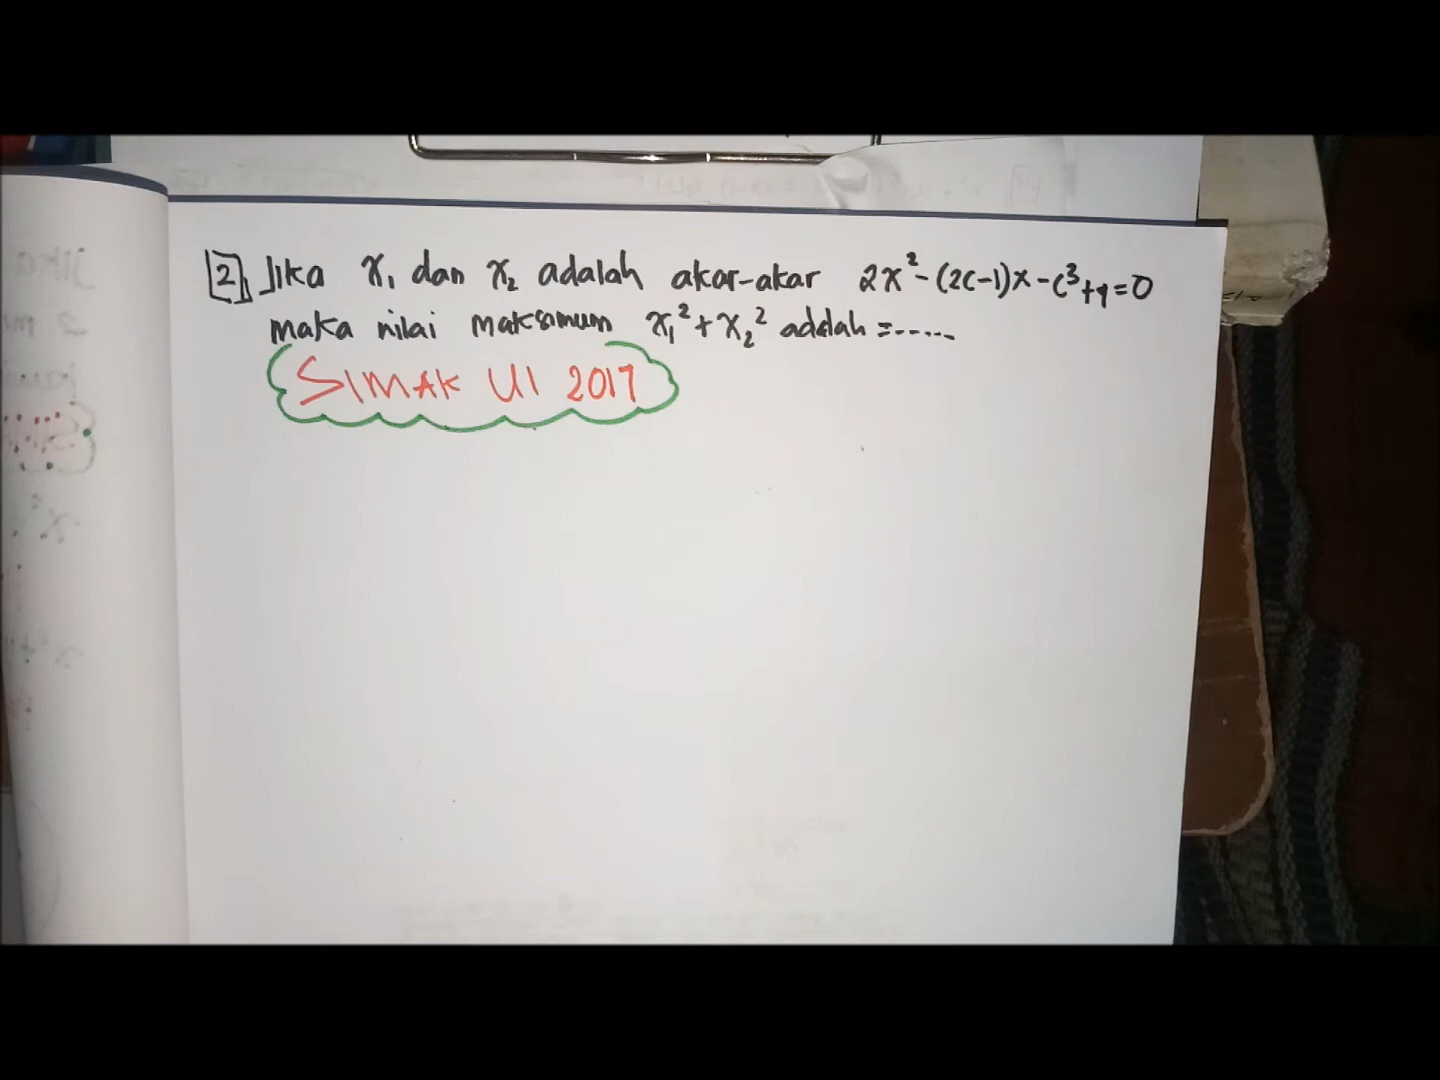 2. Jika x₁ dan x₂ adalah akar-akar 2x² - (2c-1)x - c³ + 4 = 0
maka nilai maksimum x₁² + x₂² adalah = .....
SIMAK UI 2017